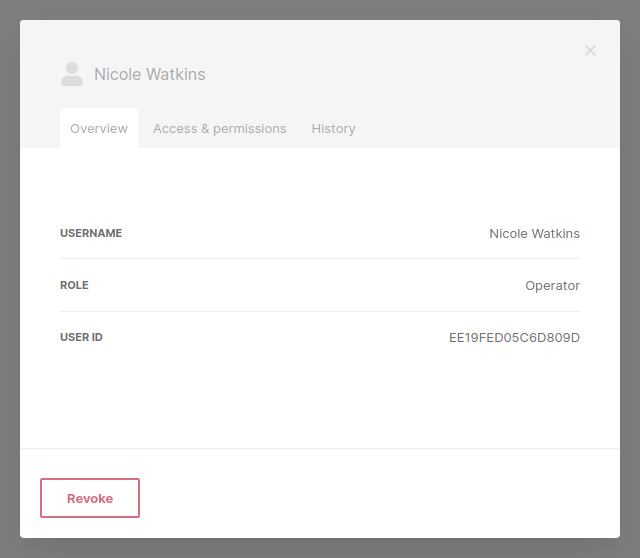 Nicole Watkins
Overview Access & permissions History
USERNAME Nicole Watkins
ROLE Operator
USER ID EE19FED05C6D809D
Revoke